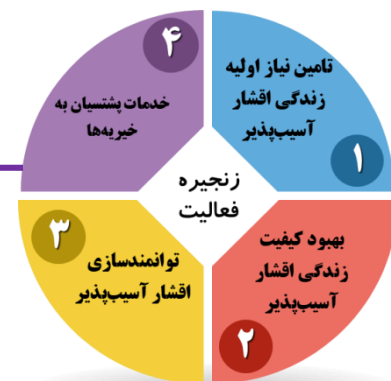 زنجیره
فعالیت
۱
تامین نیاز اولیه
زندگی اقشار
آسیب‌پذیر
۲
بهبود کیفیت
زندگی اقشار
آسیب‌پذیر
۳
توانمندسازی
اقشار آسیب‌پذیر
۴
خدمات پشتسیان به
خیریه‌ها